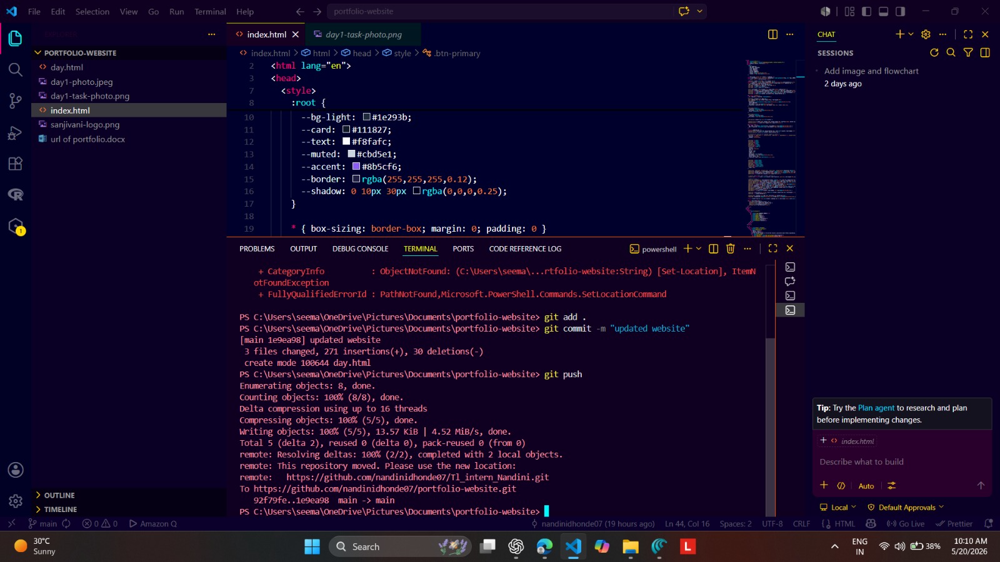 File Edit Selection View Go Run Terminal Help
portfolio-website
PORTFOLIO-WEBSITE
day.html
day1-photo.jpeg
day1-task-photo.png
index.html
sanjivani-logo.png
url of portfolio.docx
OUTLINE
TIMELINE
index.html
day1-task-photo.png
index.html > html > head > style > .btn-primary
2 <html lang="en">
3 <head>
7 <style>
8 :root {
10 --bg-light: #1e293b;
11 --card: #111827;
12 --text: #f8fafc;
13 --muted: #cbd5e1;
14 --accent: #8b5cf6;
15 --border: rgba(255,255,255,0.12);
16 --shadow: 0 10px 30px rgba(0,0,0,0.25);
17 }
18
19 * { box-sizing: border-box; margin: 0; padding: 0 }
PROBLEMS OUTPUT DEBUG CONSOLE TERMINAL PORTS CODE REFERENCE LOG
powershell
+ CategoryInfo : ObjectNotFound: (C:\Users\seema\...rtfolio-website:String) [Set-Location], ItemN
otFoundException
+ FullyQualifiedErrorId : PathNotFound,Microsoft.PowerShell.Commands.SetLocationCommand
PS C:\Users\seema\OneDrive\Pictures\Documents\portfolio-website> git add .
PS C:\Users\seema\OneDrive\Pictures\Documents\portfolio-website> git commit -m "updated website"
[main 1e9ea98] updated website
3 files changed, 271 insertions(+), 30 deletions(-)
create mode 100644 day.html
PS C:\Users\seema\OneDrive\Pictures\Documents\portfolio-website> git push
Enumerating objects: 8, done.
Counting objects: 100% (8/8), done.
Delta compression using up to 16 threads
Compressing objects: 100% (5/5), done.
Writing objects: 100% (5/5), 13.57 KiB | 4.52 MiB/s, done.
Total 5 (delta 2), reused 0 (delta 0), pack-reused 0 (from 0)
remote: Resolving deltas: 100% (2/2), completed with 2 local objects.
remote: This repository moved. Please use the new location:
remote: https://github.com/nandinidhonde07/Tl_intern_Nandini.git
To https://github.com/nandinidhonde07/portfolio-website.git
92f79fe..1e9ea98 main -> main
PS C:\Users\seema\OneDrive\Pictures\Documents\portfolio-website>
CHAT
SESSIONS
Add image and flowchart
2 days ago
Tip: Try the Plan agent to research and plan
before implementing changes.
index.html
Describe what to build
Auto
Local Default Approvals
main 0 0 Amazon Q nandinidhonde07 (19 hours ago) Ln 44, Col 16 Spaces: 2 UTF-8 CRLF HTML Go Live Prettier
1
30°C
Sunny
Search
L
ENG
IN
38%
10:10 AM
5/20/2026